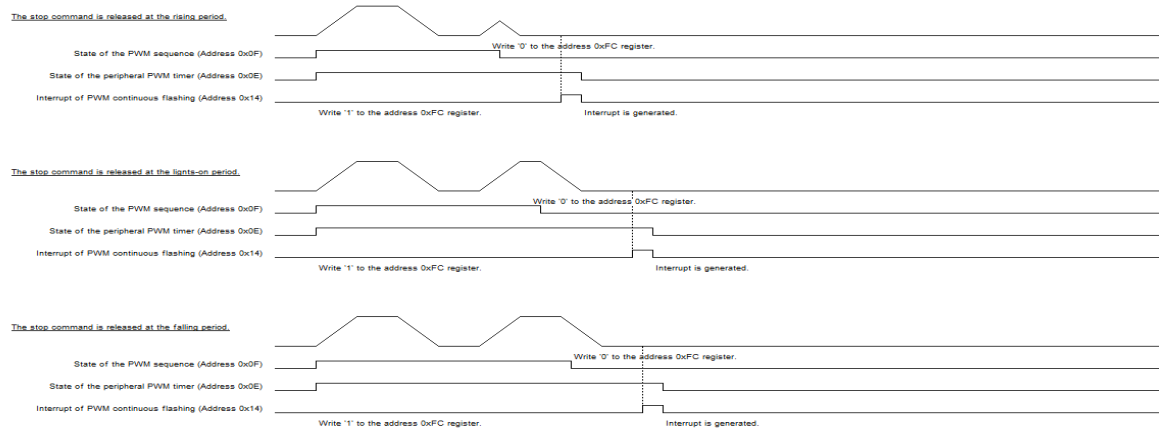 The stop command is released at the rising period.
Write '0' to the address 0xFC register.
State of the PWM sequence (Address 0x0F)
State of the peripheral PWM timer (Address 0x0E)
Interrupt of PWM continuous flashing (Address 0x14)
Write '1' to the address 0xFC register.
Interrupt is generated.
The stop command is released at the lignts-on period.
Write '0' to the address 0xFC register.
State of the PWM sequence (Address 0x0F)
State of the peripheral PWM timer (Address 0x0E)
Interrupt of PWM continuous flashing (Address 0x14)
Write '1' to the address 0xFC register.
Interrupt is generated.
The stop command is released at the falling period.
Write '0' to the address 0xFC register.
State of the PWM sequence (Address 0x0F)
State of the peripheral PWM timer (Address 0x0E)
Interrupt of PWM continuous flashing (Address 0x14)
Write '1' to the address 0xFC register.
Interrupt is generated.